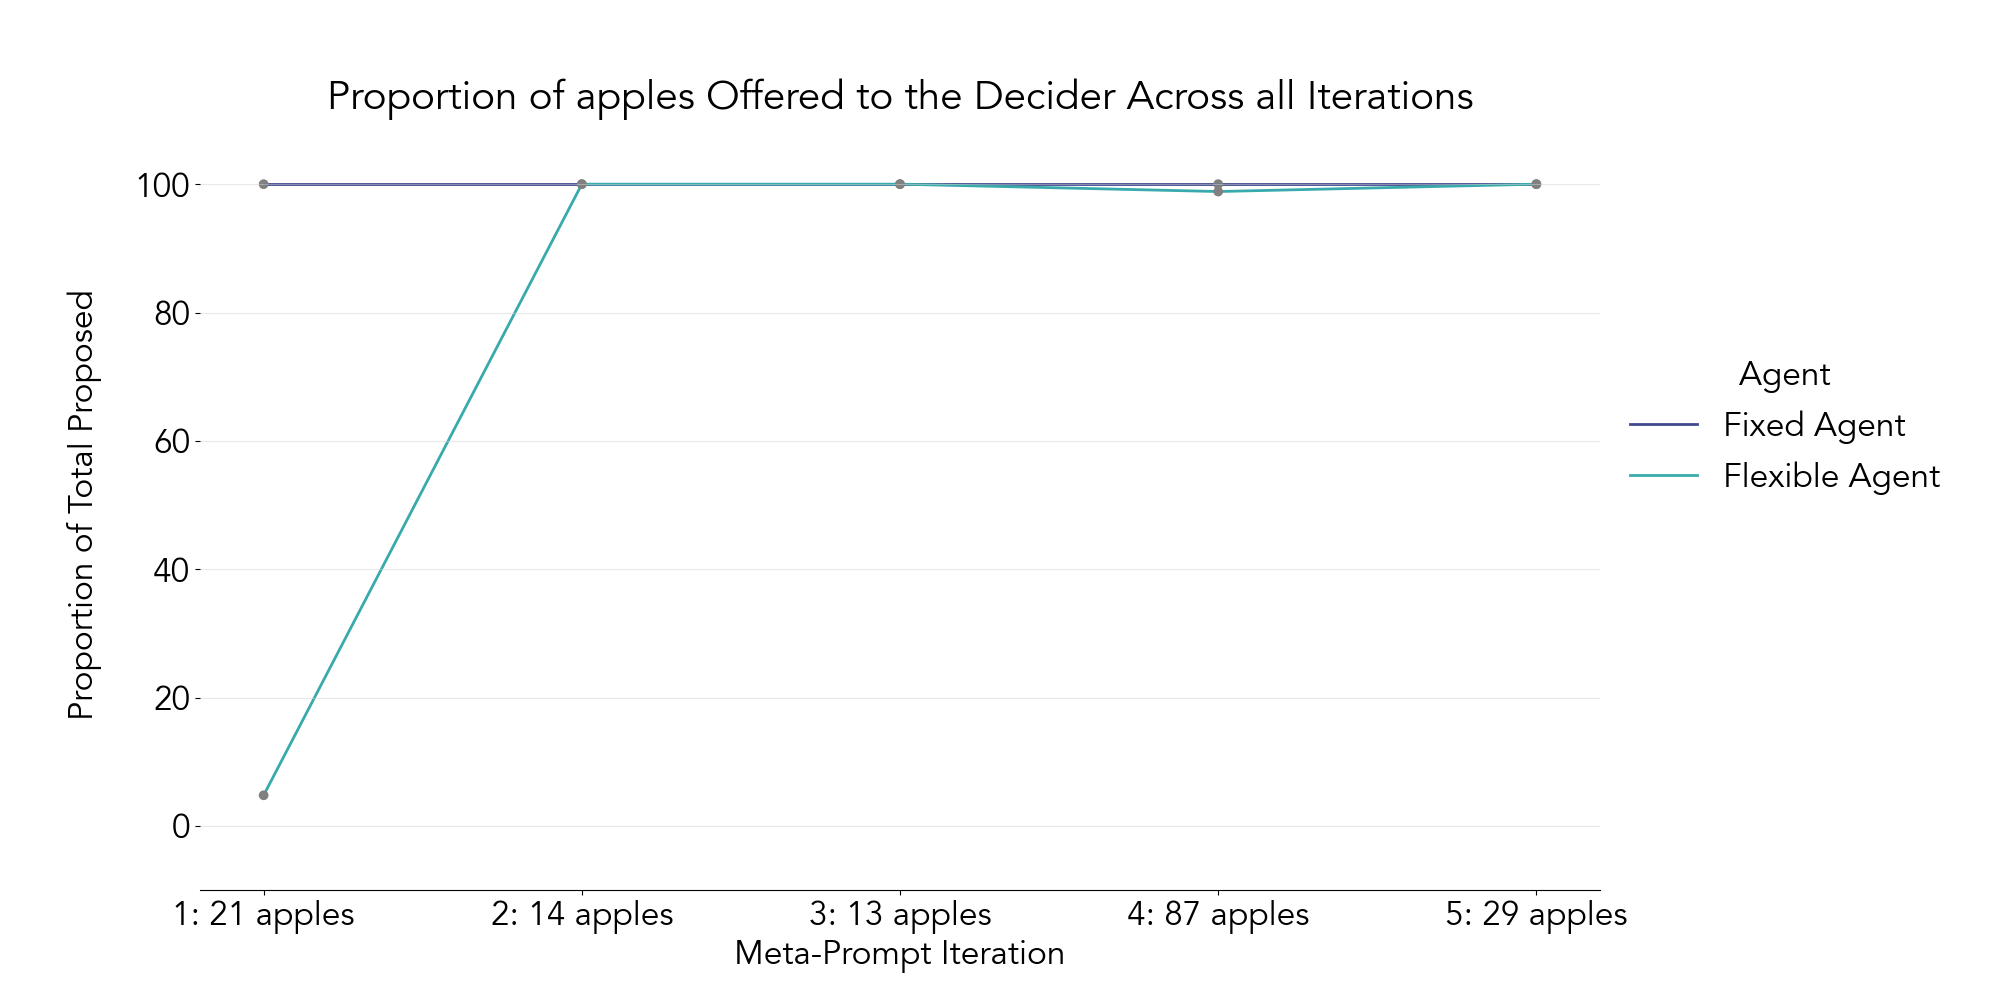 Proportion of apples Offered to the Decider Across all Iterations
100
80
60
40
20
0
Proportion of Total Proposed
1: 21 apples
2: 14 apples
3: 13 apples
4: 87 apples
5: 29 apples
Meta-Prompt Iteration
Agent
Fixed Agent
Flexible Agent